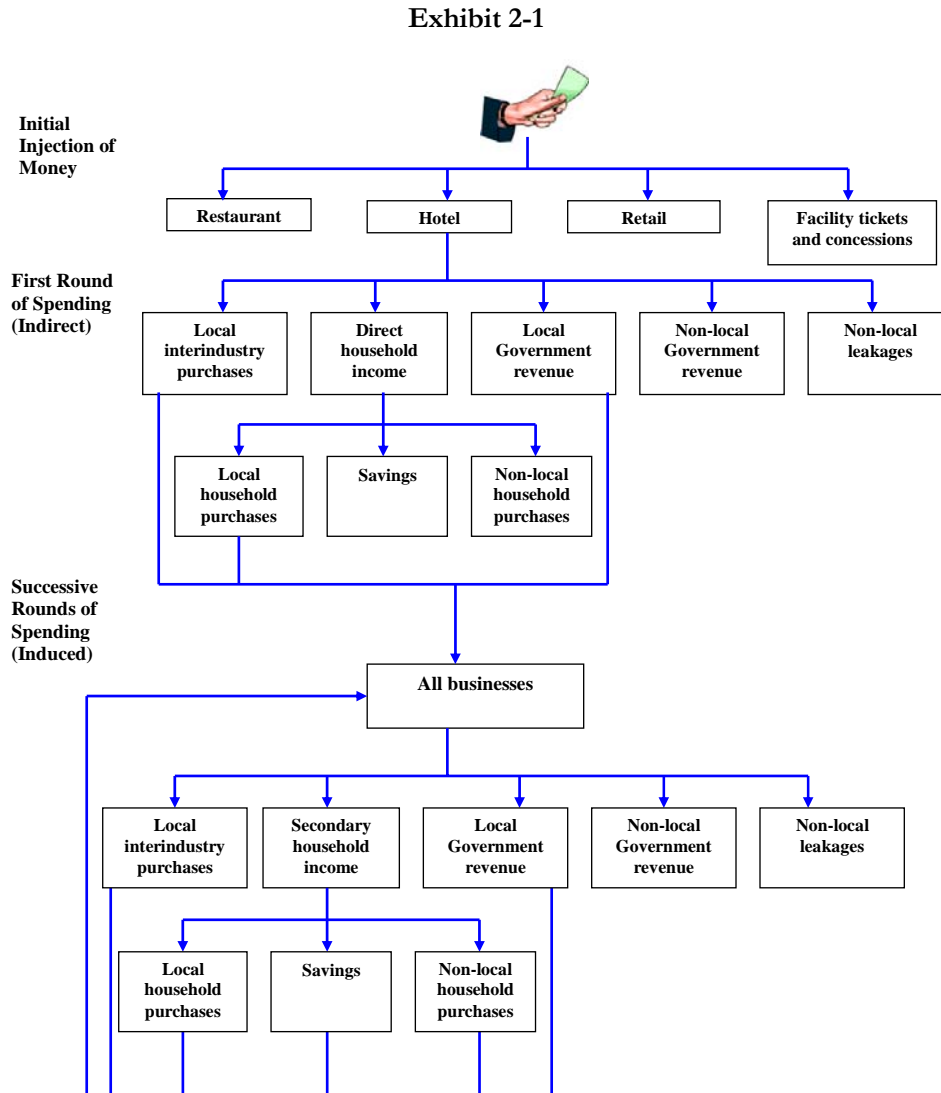 Exhibit 2-1
Initial
Injection of
Money
Restaurant
Hotel
Retail
Facility tickets
and concessions
First Round
of Spending
(Indirect)
Local
interindustry
purchases
Direct
household
income
Local
Government
revenue
Non-local
Government
revenue
Non-local
leakages
Local
household
purchases
Savings
Non-local
household
purchases
Successive
Rounds of
Spending
(Induced)
All businesses
Local
interindustry
purchases
Secondary
household
income
Local
Government
revenue
Non-local
Government
revenue
Non-local
leakages
Local
household
purchases
Savings
Non-local
household
purchases